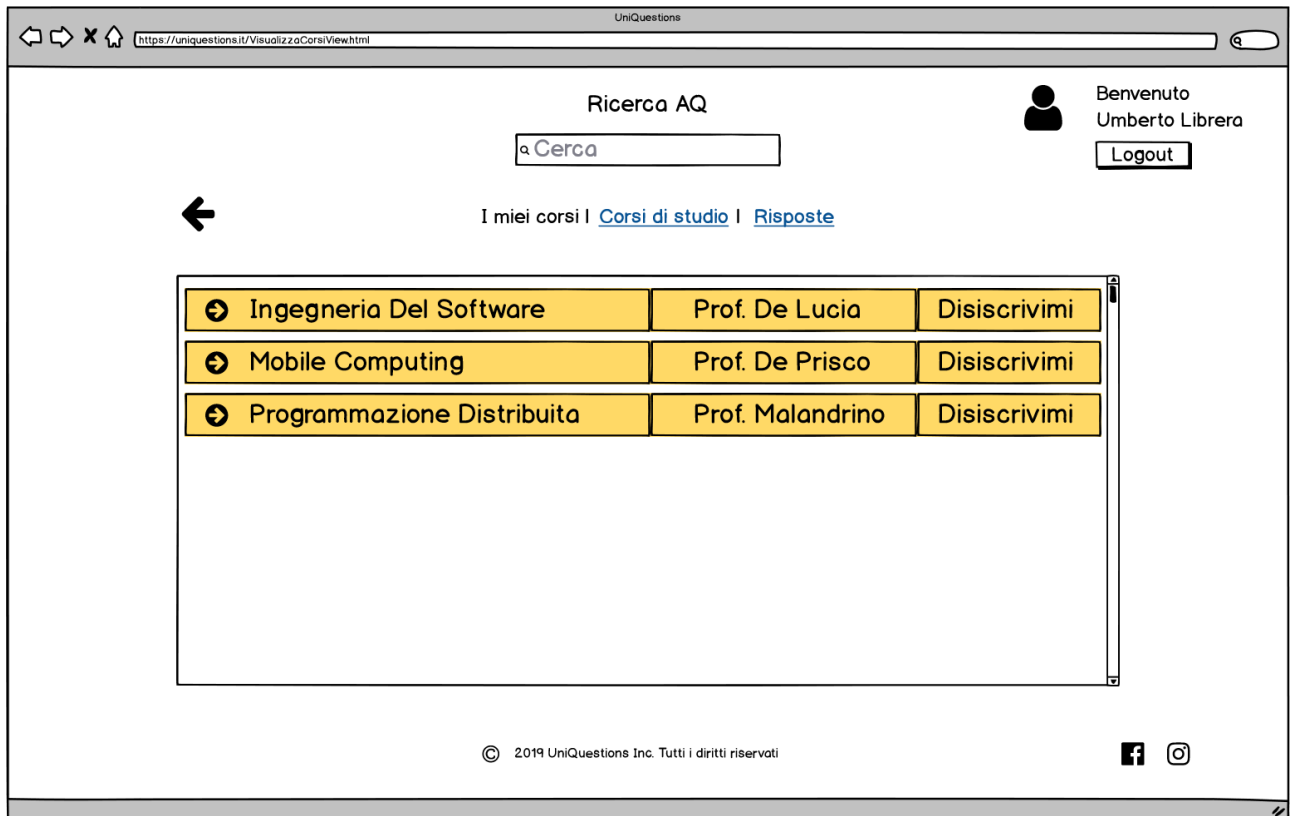 UniQuestions
https://uniquestions.it/VisualizzaCorsiView.html
Ricerca AQ
Cerca
Benvenuto
Umberto Librera
Logout
I miei corsi | Corsi di studio | Risposte
Ingegneria Del Software Prof. De Lucia Disiscrivimi
Mobile Computing Prof. De Prisco Disiscrivimi
Programmazione Distribuita Prof. Malandrino Disiscrivimi
© 2019 UniQuestions Inc. Tutti i diritti riservati